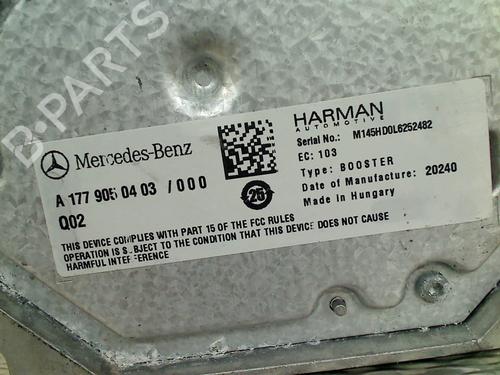 B-PARTS
Mercedes-Benz
A 177 905 04 03 / 000
Q02
THIS DEVICE COMPLIES WITH PART 15 OF THE FCC RULES
OPERATION IS SUBJECT TO THE CONDITION THAT THIS DEVICE DOES NOT CAUSE
HARMFUL INTERFERENCE
25
HARMAN
AUTOMOTIVE
Serial No.: M145HD0L6252482
EC: 103
Type: BOOSTER
Date of Manufacture: 20240
Made in Hungary